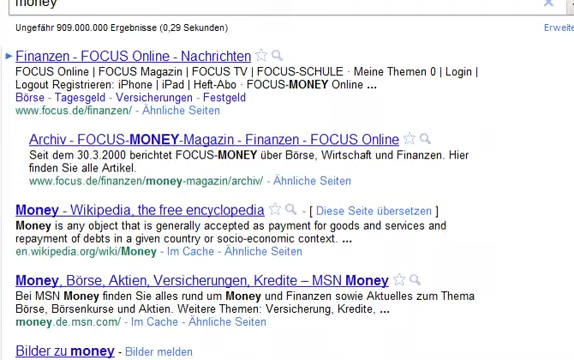 money
Ungefähr 909.000.000 Ergebnisse (0,29 Sekunden)
Finanzen - FOCUS Online - Nachrichten
FOCUS Online | FOCUS Magazin | FOCUS TV | FOCUS-SCHULE · Meine Themen 0 | Login |
Logout Registrieren: iPhone | iPad | Heft-Abo · FOCUS-MONEY Online ...
Börse - Tagesgeld - Versicherungen - Festgeld
www.focus.de/finanzen/ - Ähnliche Seiten
Archiv - FOCUS-MONEY-Magazin - Finanzen - FOCUS Online
Seit dem 30.3.2000 berichtet FOCUS-MONEY über Börse, Wirtschaft und Finanzen. Hier
finden Sie alle Artikel.
www.focus.de/finanzen/money-magazin/archiv/ - Ähnliche Seiten
Money - Wikipedia, the free encyclopedia - [ Diese Seite übersetzen ]
Money is any object that is generally accepted as payment for goods and services and
repayment of debts in a given country or socio-economic context. ...
en.wikipedia.org/wiki/Money - Im Cache - Ähnliche Seiten
Money, Börse, Aktien, Versicherungen, Kredite – MSN Money
Bei MSN Money finden Sie alles rund um Money und Finanzen sowie Aktuelles zum Thema
Börse, Börsenkurse und Aktien. Weitere Themen: Versicherung, Kredite, ...
money.de.msn.com/ - Im Cache - Ähnliche Seiten
Bilder zu money - Bilder melden